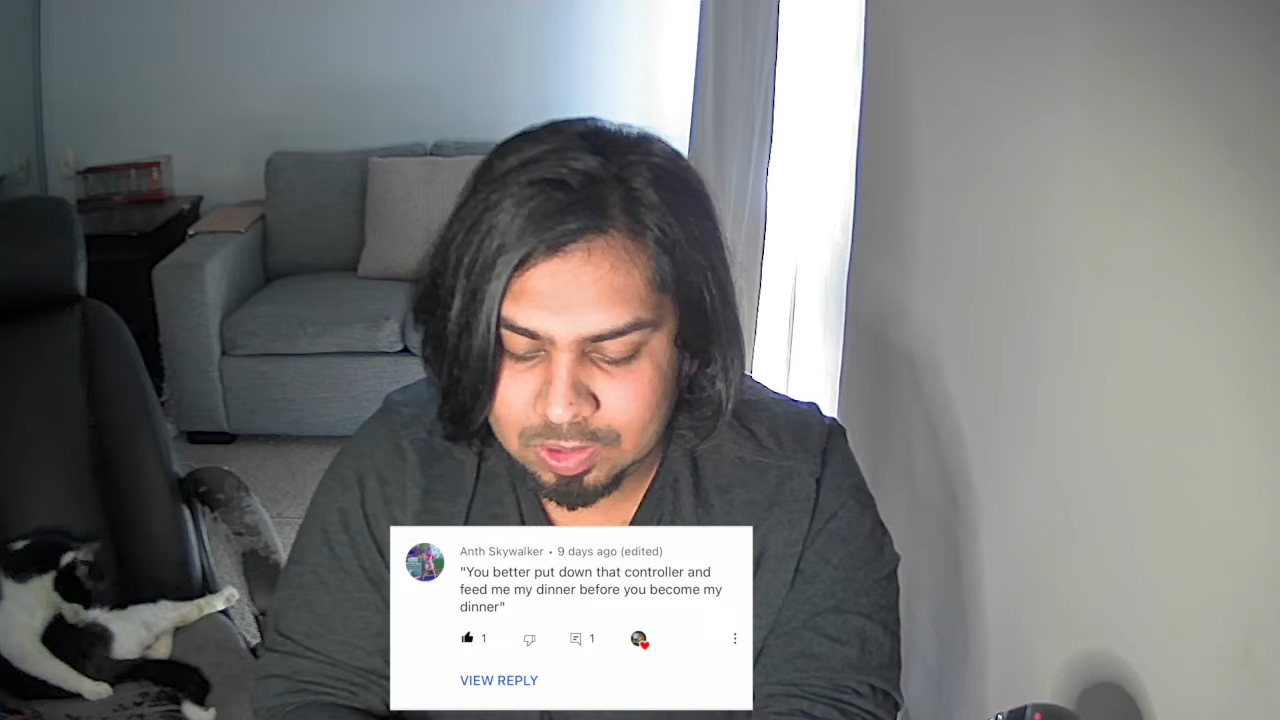 Anth Skywalker • 9 days ago (edited)
"You better put down that controller and
feed me my dinner before you become my
dinner"
1
1
VIEW REPLY